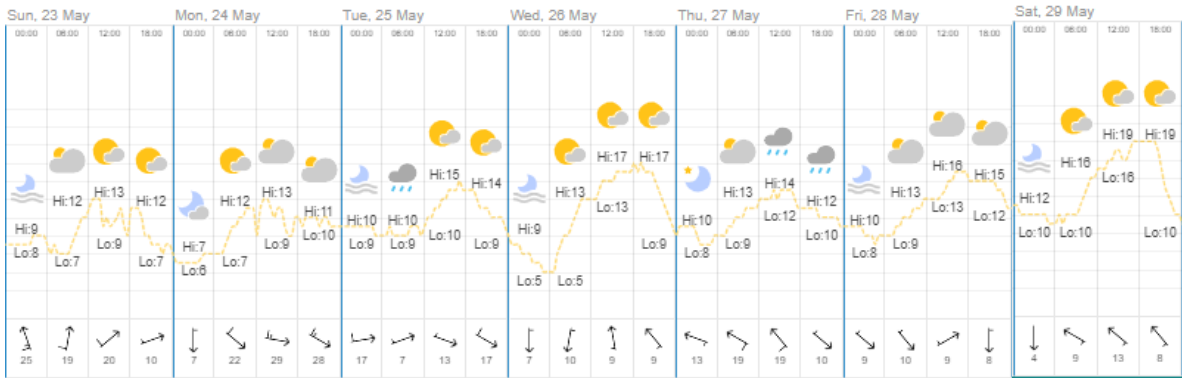 Sun, 23 May Mon, 24 May Tue, 25 May Wed, 26 May Thu, 27 May Fri, 28 May Sat, 29 May
00:00 06:00 12:00 18:00 00:00 06:00 12:00 18:00 00:00 06:00 12:00 18:00 00:00 06:00 12:00 18:00 00:00 06:00 12:00 18:00 00:00 06:00 12:00 18:00 00:00 06:00 12:00 18:00
Hi:9 Hi:12 Hi:13 Hi:12 Hi:7 Hi:12 Hi:13 Hi:11 Hi:10 Hi:10 Hi:15 Hi:14 Hi:9 Hi:13 Hi:17 Hi:17 Hi:10 Hi:13 Hi:14 Hi:12 Hi:10 Hi:13 Hi:16 Hi:15 Hi:12 Hi:16 Hi:19 Hi:19
Lo:8 Lo:7 Lo:9 Lo:7 Lo:6 Lo:7 Lo:9 Lo:10 Lo:9 Lo:9 Lo:10 Lo:9 Lo:5 Lo:5 Lo:13 Lo:9 Lo:8 Lo:9 Lo:12 Lo:10 Lo:8 Lo:9 Lo:13 Lo:12 Lo:10 Lo:10 Lo:16 Lo:10
25 19 20 10 7 22 29 28 17 7 13 17 7 10 9 9 13 19 19 10 9 10 9 8 4 9 13 8